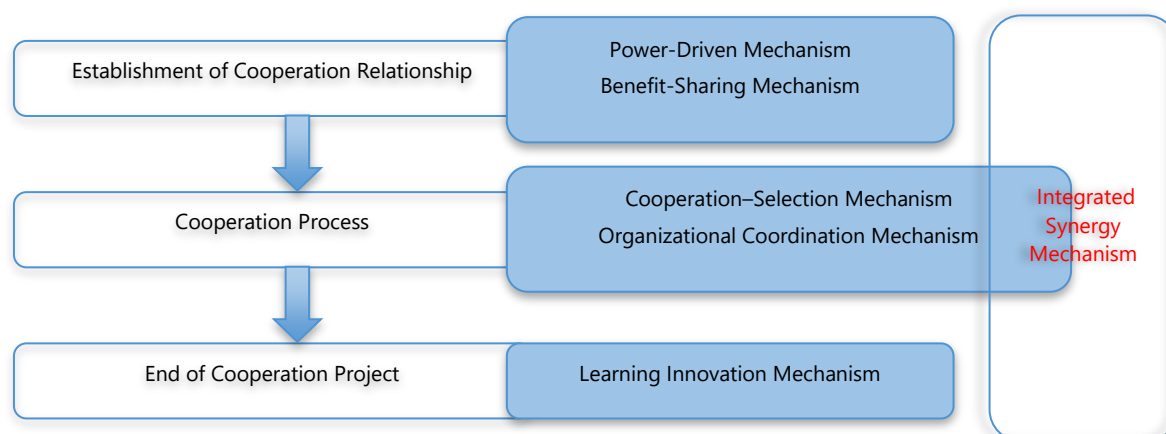 Establishment of Cooperation Relationship
Power-Driven Mechanism
Benefit-Sharing Mechanism
Cooperation Process
Cooperation–Selection Mechanism
Organizational Coordination Mechanism
Integrated
Synergy
Mechanism
End of Cooperation Project
Learning Innovation Mechanism